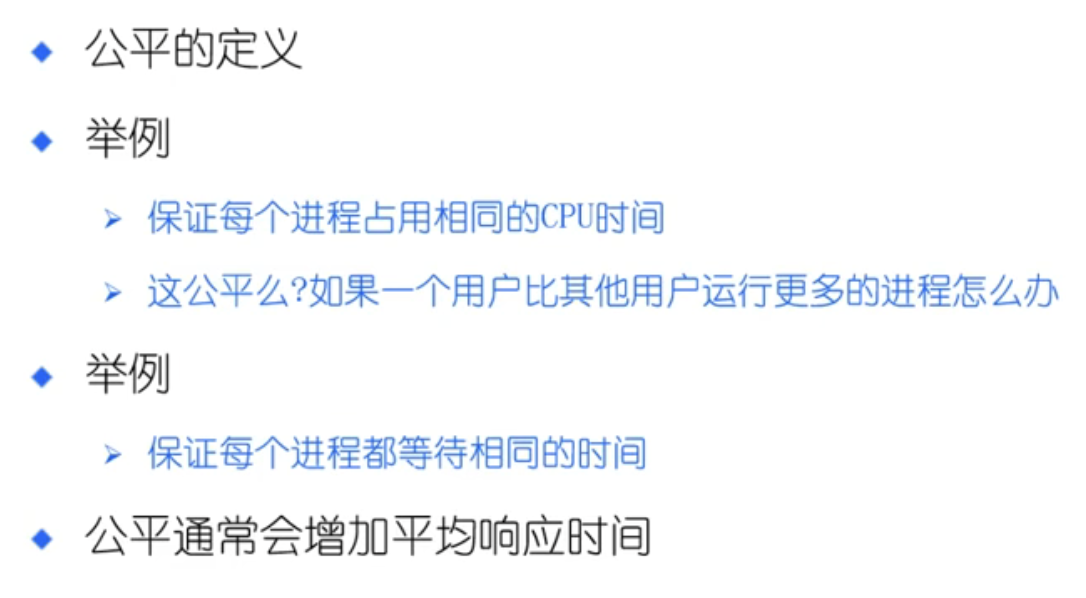 公平的定义
举例
保证每个进程占用相同的CPU时间
这公平么?如果一个用户比其他用户运行更多的进程怎么办
举例
保证每个进程都等待相同的时间
公平通常会增加平均响应时间